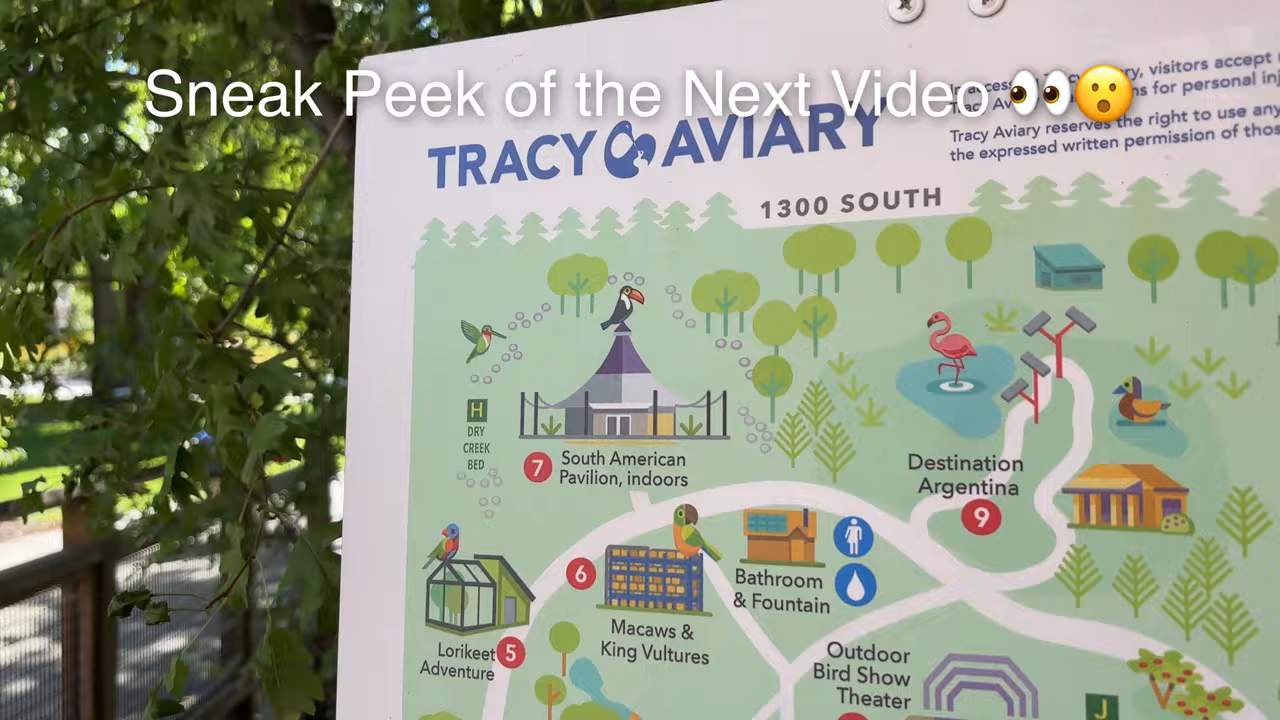 Sneak Peek of the Next Video👀😮
visitors accept
for personal
TRACY AVIARY
Tracy Aviary reserves the right to use any
the expressed written permission of
1300 SOUTH
H
DRY
CREEK
BED
7
South American
Pavilion, indoors
Destination
Argentina
9
6
Macaws &
King Vultures
Bathroom
& Fountain
Lorikeet
Adventure
5
Outdoor
Bird Show
Theater
J